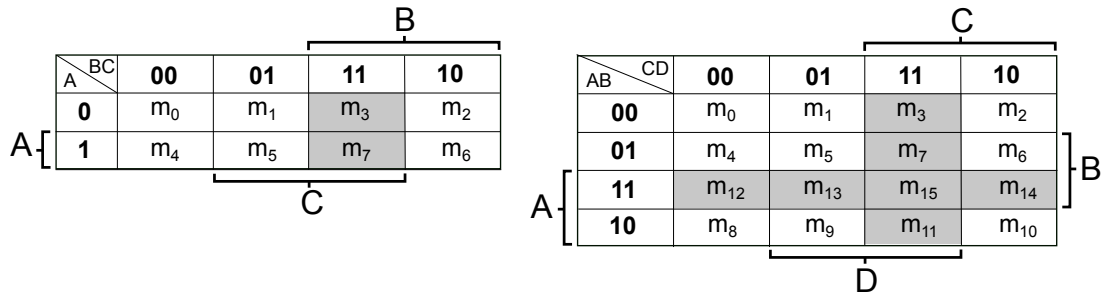 B
A BC 00 01 11 10
0 m₀ m₁ m₃ m₂
A 1 m₄ m₅ m₇ m₆
C
C
AB CD 00 01 11 10
00 m₀ m₁ m₃ m₂
01 m₄ m₅ m₇ m₆
B
11 m₁₂ m₁₃ m₁₅ m₁₄
A
10 m₈ m₉ m₁₁ m₁₀
D